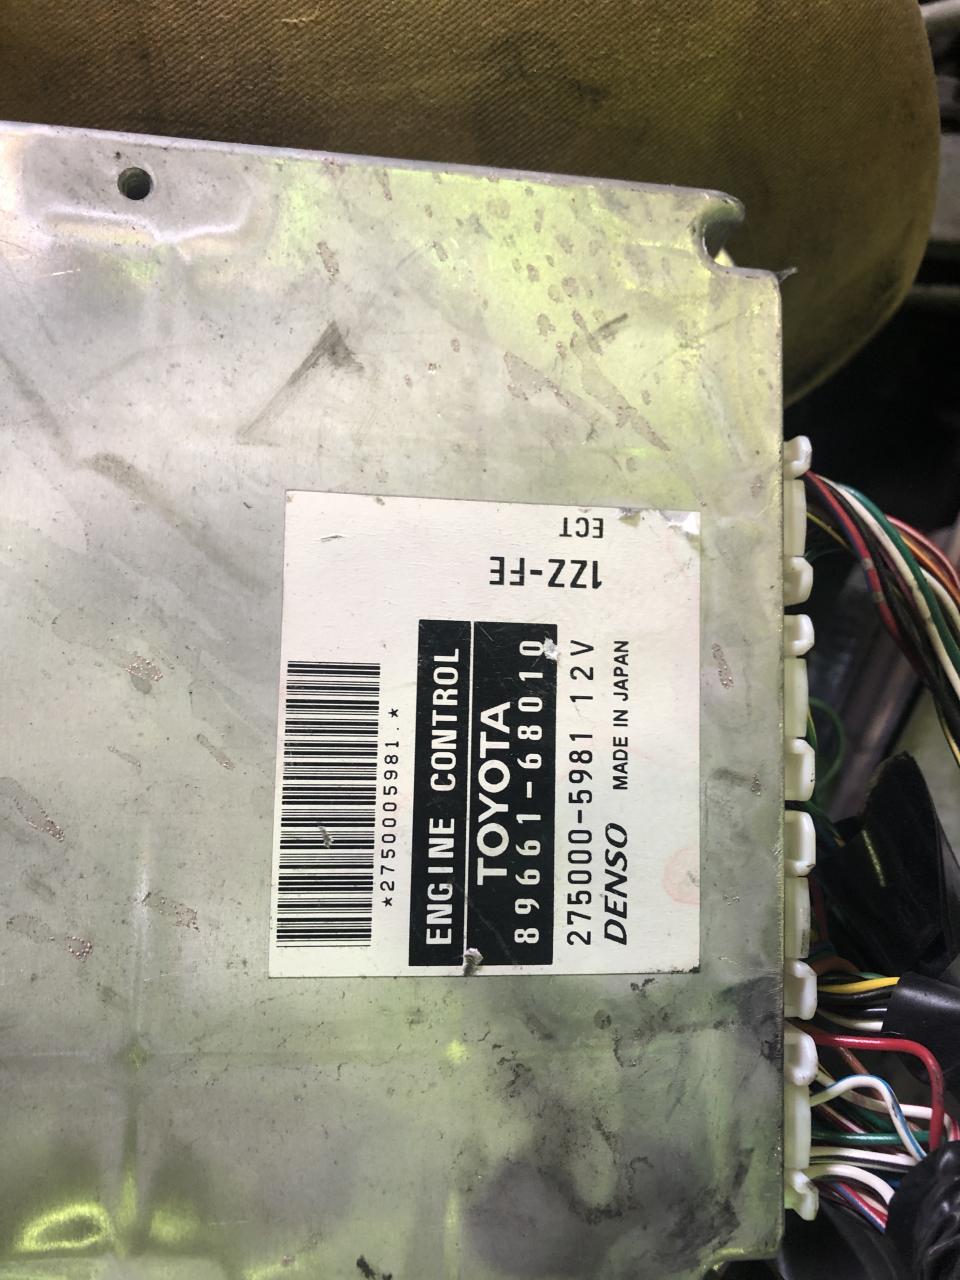 *2750005981.*
ENGINE CONTROL
TOYOTA
89661-68010
275000-5981 12V
DENSO MADE IN JAPAN
1ZZ-FE
ECT